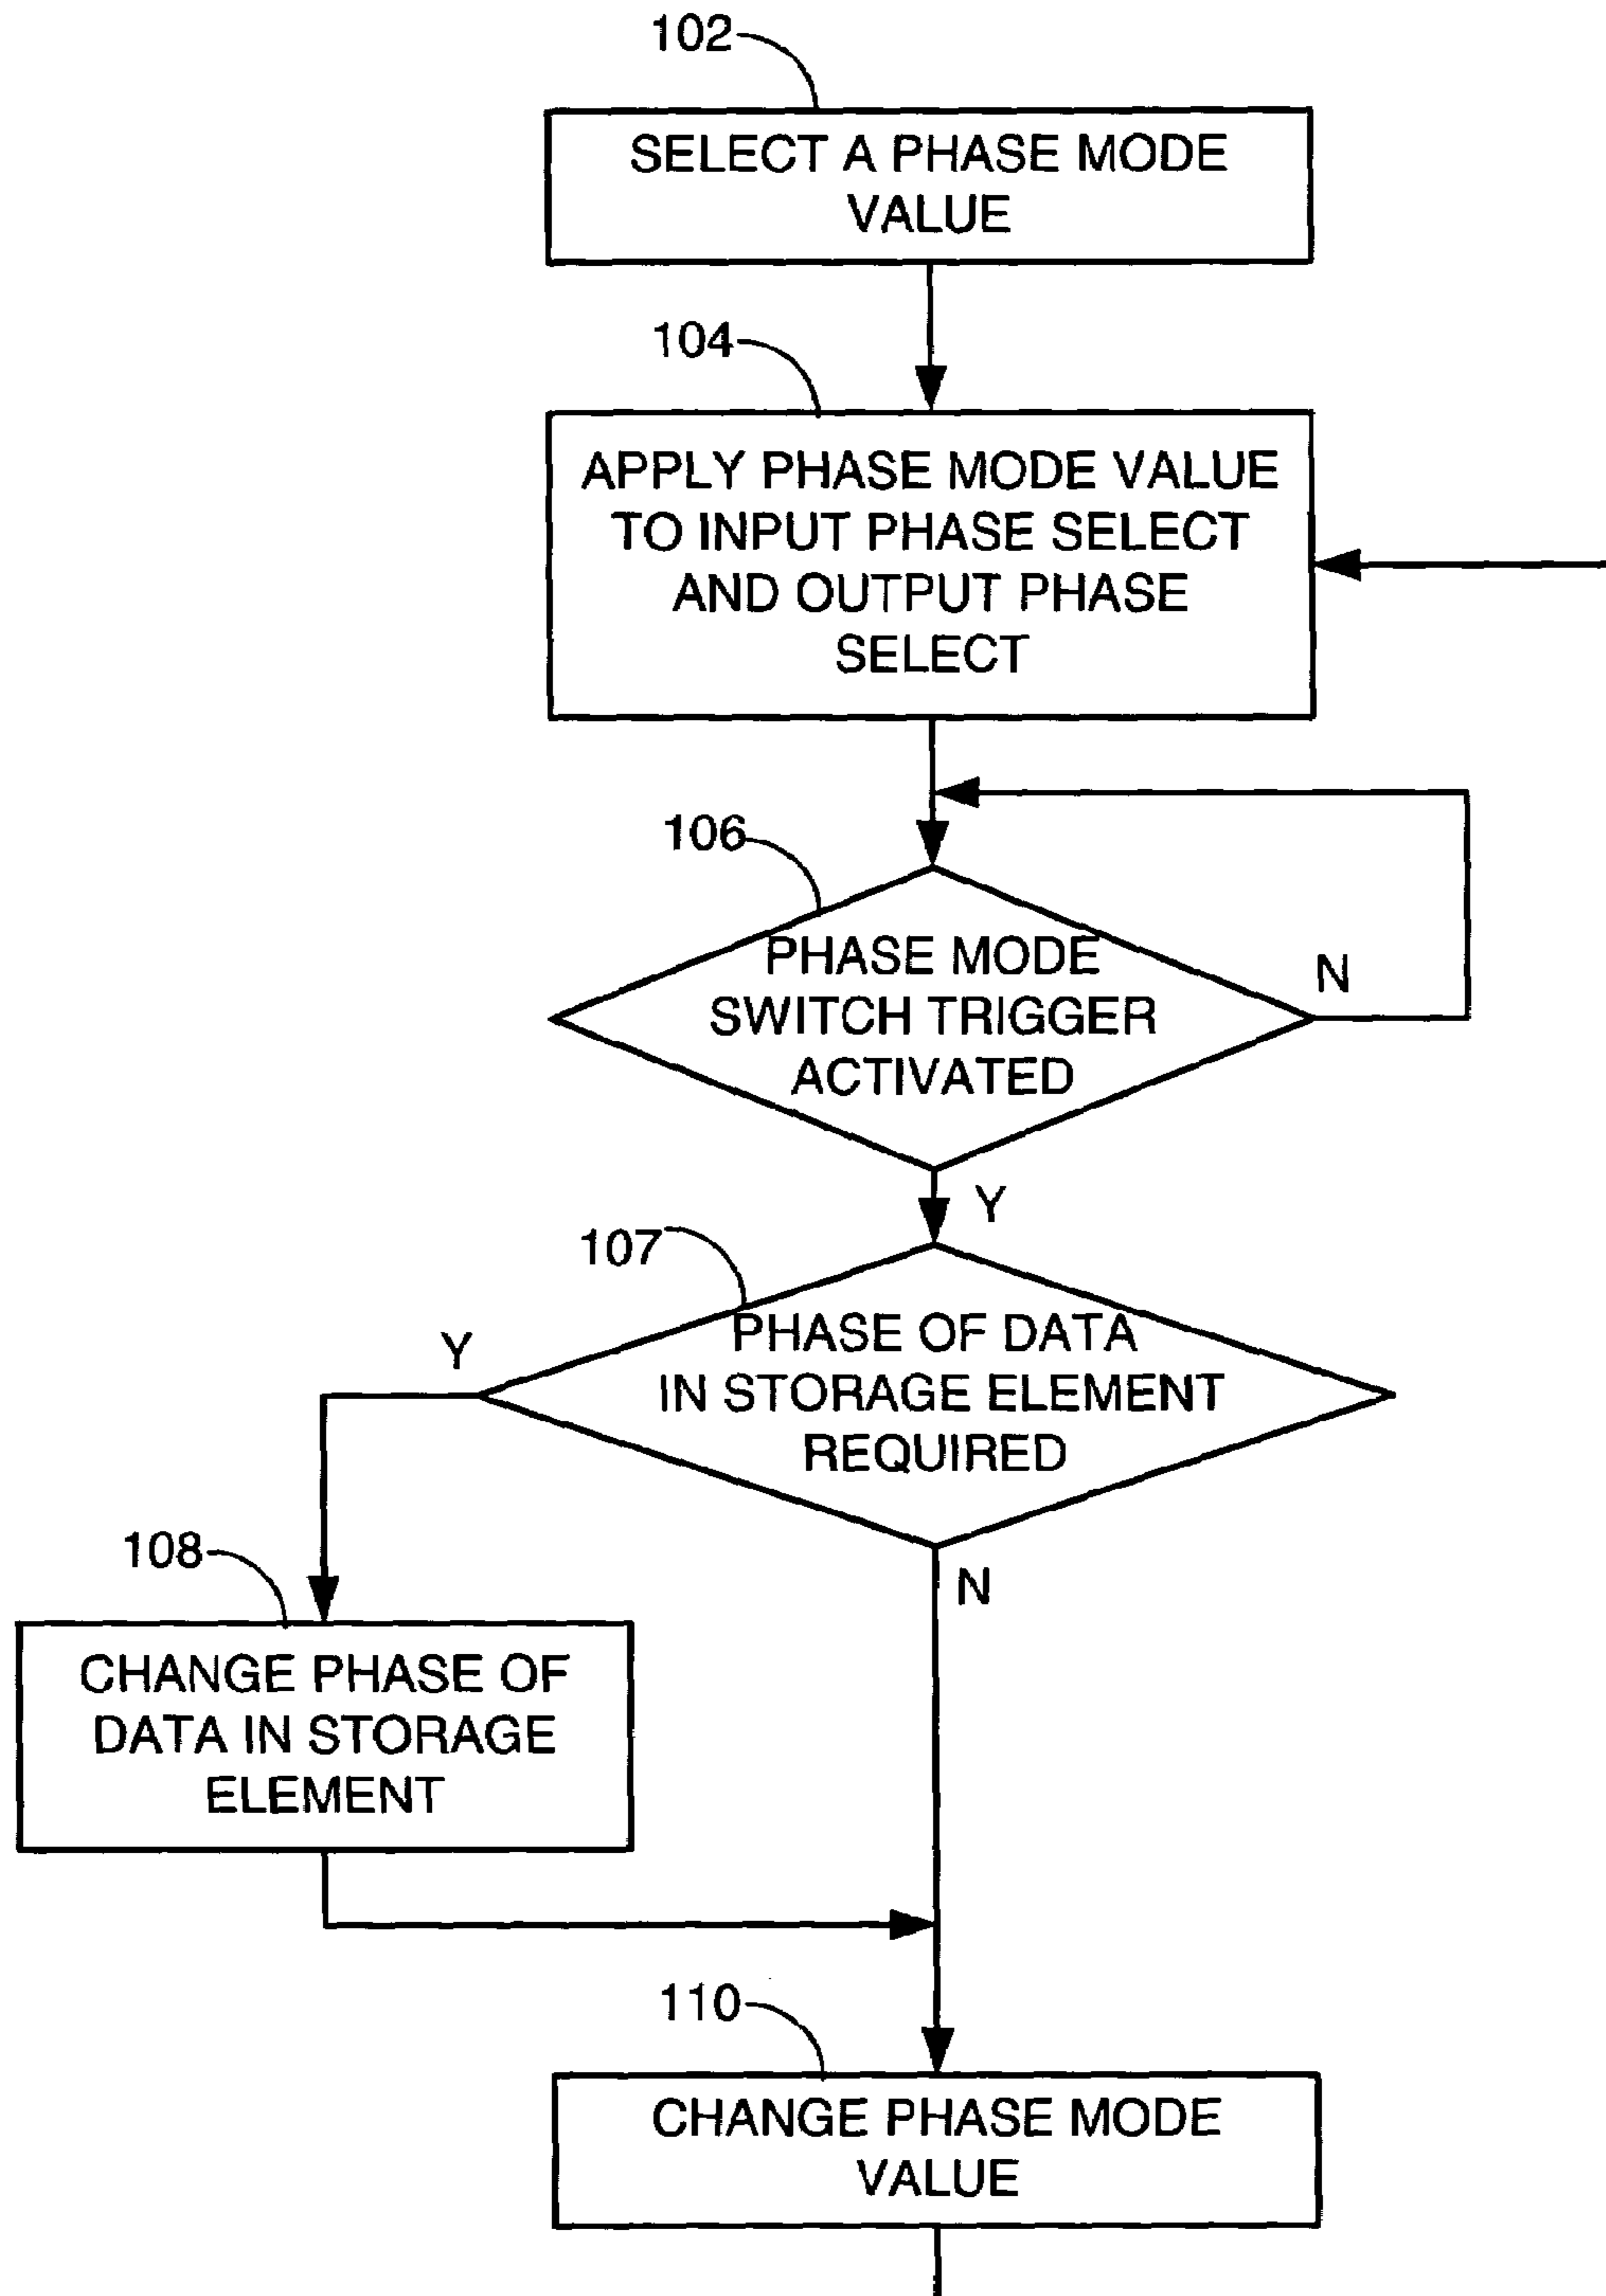 102
SELECT A PHASE MODE
VALUE
104
APPLY PHASE MODE VALUE
TO INPUT PHASE SELECT
AND OUTPUT PHASE
SELECT
106
PHASE MODE
SWITCH TRIGGER
ACTIVATED
N
Y
107
PHASE OF DATA
IN STORAGE ELEMENT
REQUIRED
Y
N
108
CHANGE PHASE OF
DATA IN STORAGE
ELEMENT
110
CHANGE PHASE MODE
VALUE